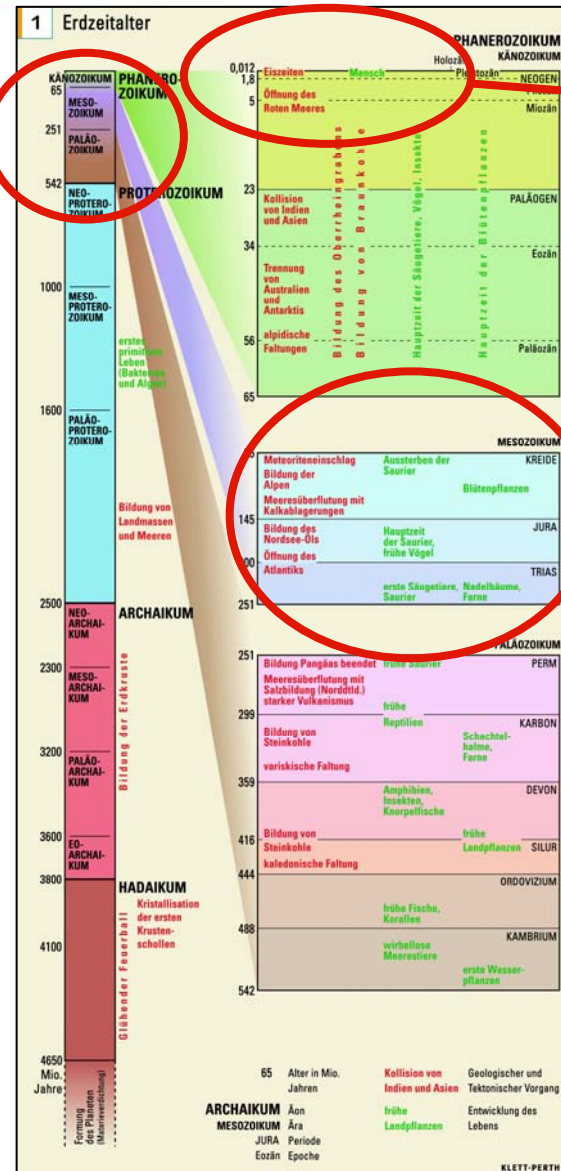 1 Erdzeitalter
KÄNOZOIKUM
65
MESO-
ZOIKUM
251
PALÄO-
ZOIKUM
542
NEO-
PROTERO-
ZOIKUM
1000
MESO-
PROTERO-
ZOIKUM
1600
PALÄO-
PROTERO-
ZOIKUM
2500
NEO-
ARCHAI-
KUM
2300
MESO-
ARCHAI-
KUM
3200
PALÄO-
ARCHAI-
KUM
3600
EO-
ARCHAI-
KUM
3800
4100
4650
Mio.
Jahre
Formung
des Planeten
(Materieverdichtung)
PHANERO-
ZOIKUM
PROTEROZOIKUM
erstes
primitives
Leben
(Bakterien
und Algen)
Bildung von
Landmassen
und Meeren
ARCHAIKUM
Bildung der Erdkruste
HADAIKUM
Kristallisation
der ersten
Krusten-
schollen
Glühender Feuerball
PHANEROZOIKUM
KÄNOZOIKUM
Holozän
0,012
Eiszeiten
Mensch
1,8
NEOGEN
Öffnung des
5
Roten Meeres
Miozän
23
Kollision
von Indien
und Asien
PALÄOGEN
34
Eozän
Trennung
von
Australien
und
Antarktis
alpidische
Faltungen
56
Paläozän
65
Bildung des Oberrheingrabens
Bildung von Braunkohle
Hauptzeit der Säugetiere, Vögel, Insekten
Hauptzeit der Blütenpflanzen
MESOZOIKUM
Meteoriteneinschlag
Aussterben der
Saurier
KREIDE
Bildung der
Alpen
Blütenpflanzen
Meeresüberflutung mit
Kalkablagerungen
145
Bildung des
Nordsee-Öls
Hauptzeit
der Saurier,
frühe Vögel
JURA
Öffnung des
Atlantiks
TRIAS
erste Säugetiere,
Saurier
Nadelbäume,
Farne
251
PALÄOZOIKUM
251
Bildung Pangäas beendet
frühe Saurier
PERM
Meeresüberflutung mit
Salzbildung (Norddtld.)
starker Vulkanismus
frühe
Reptilien
299
KARBON
Bildung von
Steinkohle
Schachtel-
halme,
Farne
variskische Faltung
359
Amphibien,
Insekten,
Knorpelfische
DEVON
416
Bildung von
Steinkohle
frühe
Landpflanzen
SILUR
kaledonische Faltung
444
ORDOVIZIUM
frühe Fische,
Korallen
488
KAMBRIUM
wirbellose
Meerestiere
erste Wasser-
pflanzen
542
65 Alter in Mio.
Jahren
Kollision von
Indien und Asien
Geologischer und
Tektonischer Vorgang
ARCHAIKUM Äon
MESOZOIKUM Ära
JURA Periode
Eozän Epoche
frühe
Landpflanzen
Entwicklung des
Lebens
KLETT-PERTH